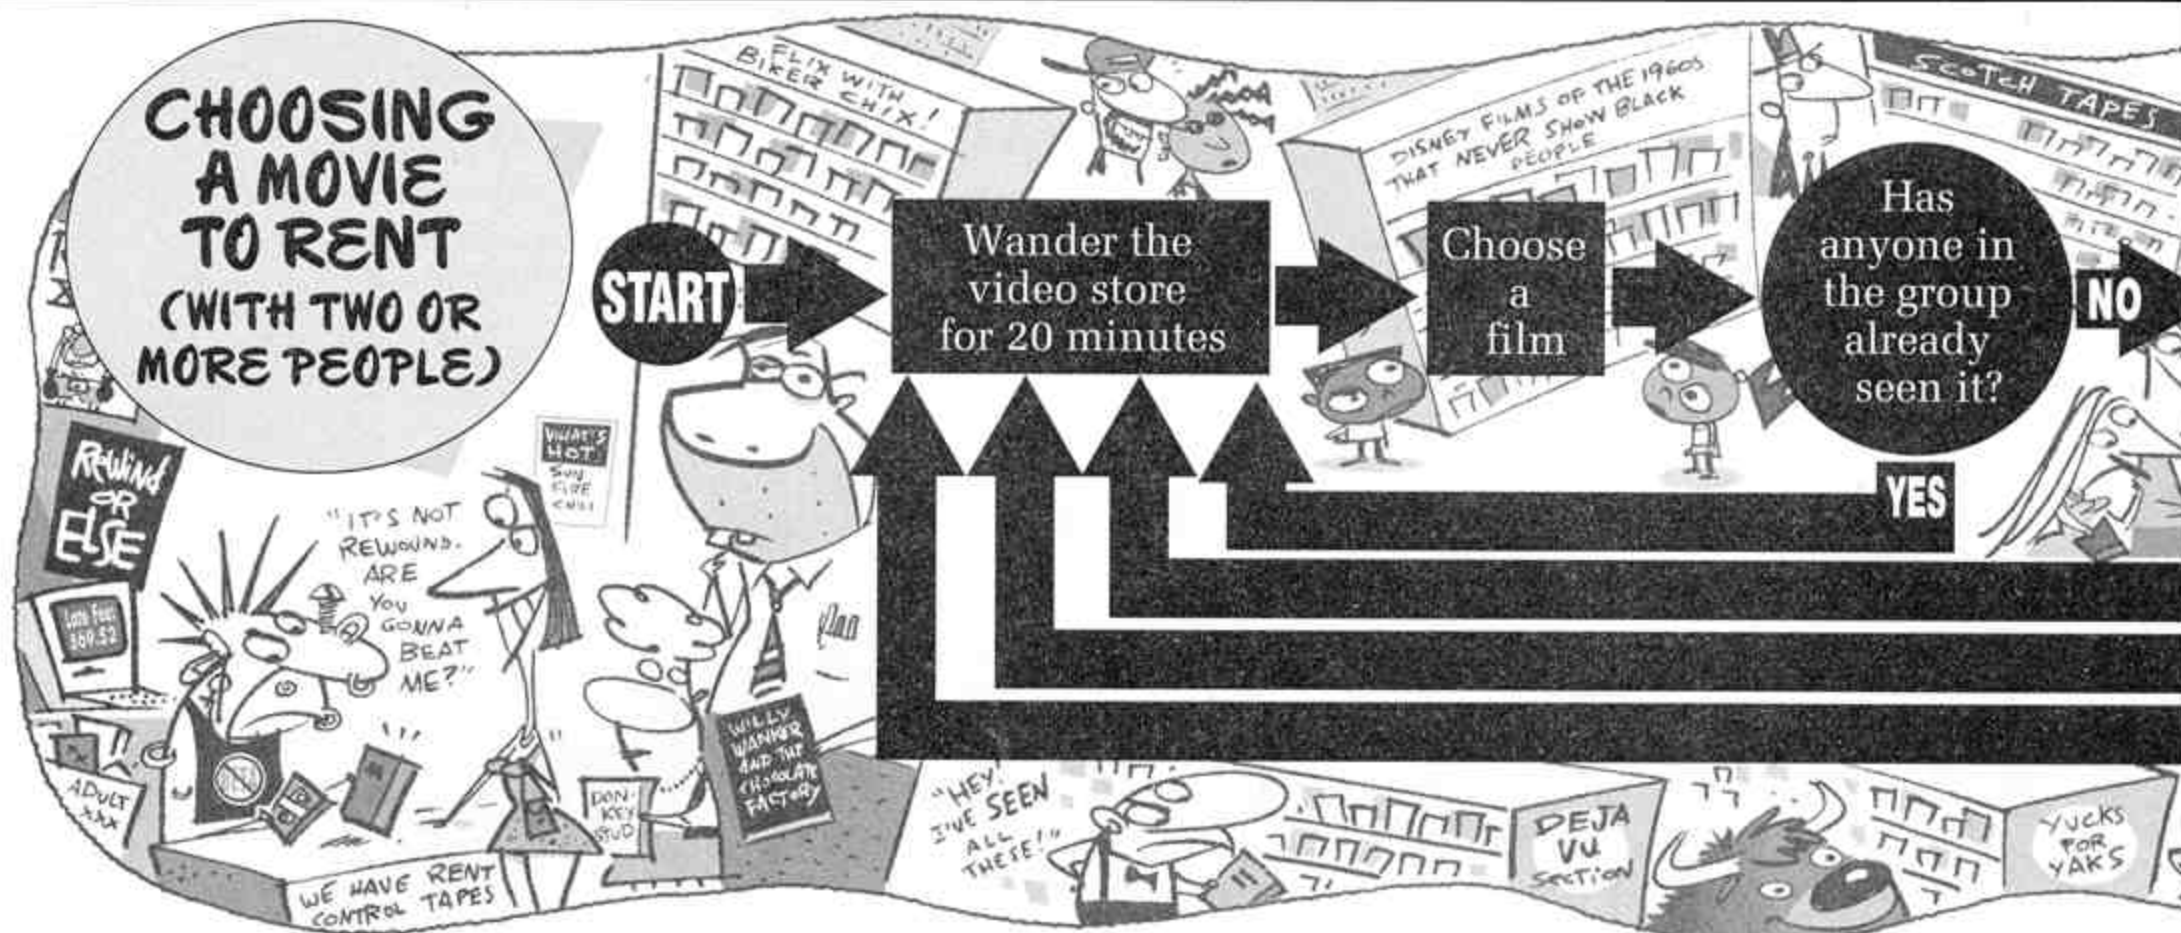 CHOOSING
A MOVIE
TO RENT
(WITH TWO OR
MORE PEOPLE)
START
Wander the
video store
for 20 minutes
Choose
a
film
Has
anyone in
the group
already
seen it?
NO
YES
FLIX WITH
BIKER CHIX!
DISNEY FILMS OF THE 1960s
THAT NEVER SHOW BLACK
PEOPLE
SCOTCH TAPES
REWIND
OR
ELSE
WHAT'S
HOT
SUN
FIRE
"IT'S NOT
REWOUND.
ARE
YOU
GONNA
BEAT
ME?"
Late Fees
$69.52
ADULT
XXX
DON-
KEY
STUD
WILLY
WANKER
AND THE
CHOCOLATE
FACTORY
WE HAVE RENT
CONTROL TAPES
"HEY!
I'VE SEEN
ALL
THESE!"
DEJA
VU
SECTION
YUCKS
FOR
YAKS